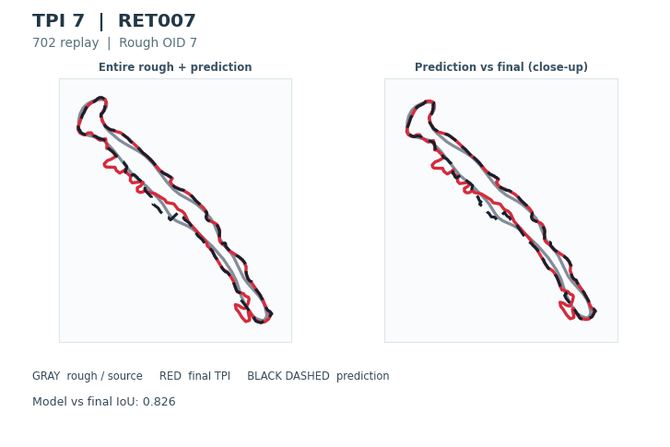 TPI 7 | RET007
702 replay | Rough OID 7
Entire rough + prediction
Prediction vs final (close-up)
GRAY rough / source RED final TPI BLACK DASHED prediction
Model vs final IoU: 0.826